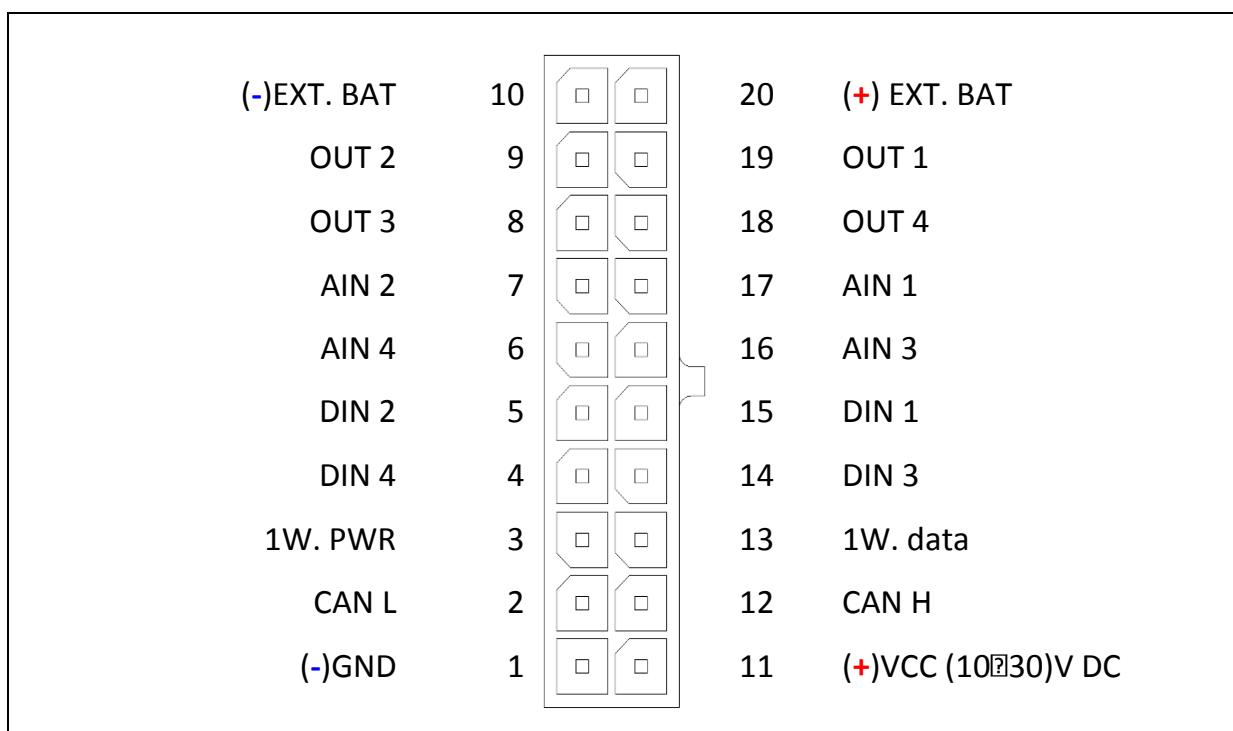 (-)EXT. BAT 10 20 (+) EXT. BAT
OUT 2 9 19 OUT 1
OUT 3 8 18 OUT 4
AIN 2 7 17 AIN 1
AIN 4 6 16 AIN 3
DIN 2 5 15 DIN 1
DIN 4 4 14 DIN 3
1W. PWR 3 13 1W. data
CAN L 2 12 CAN H
(-)GND 1 11 (+)VCC (10⍰30)V DC